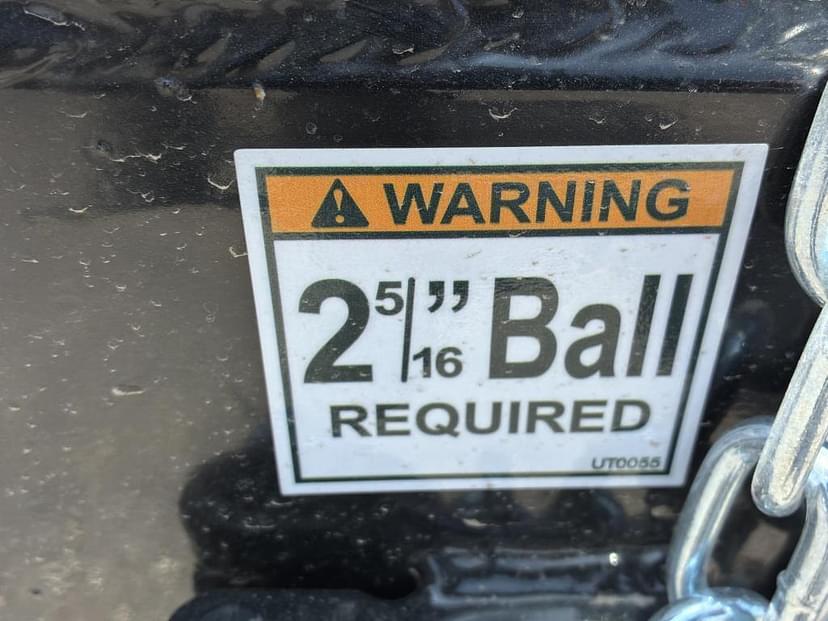 ⚠ WARNING
2 5/16” Ball
REQUIRED
UT0055